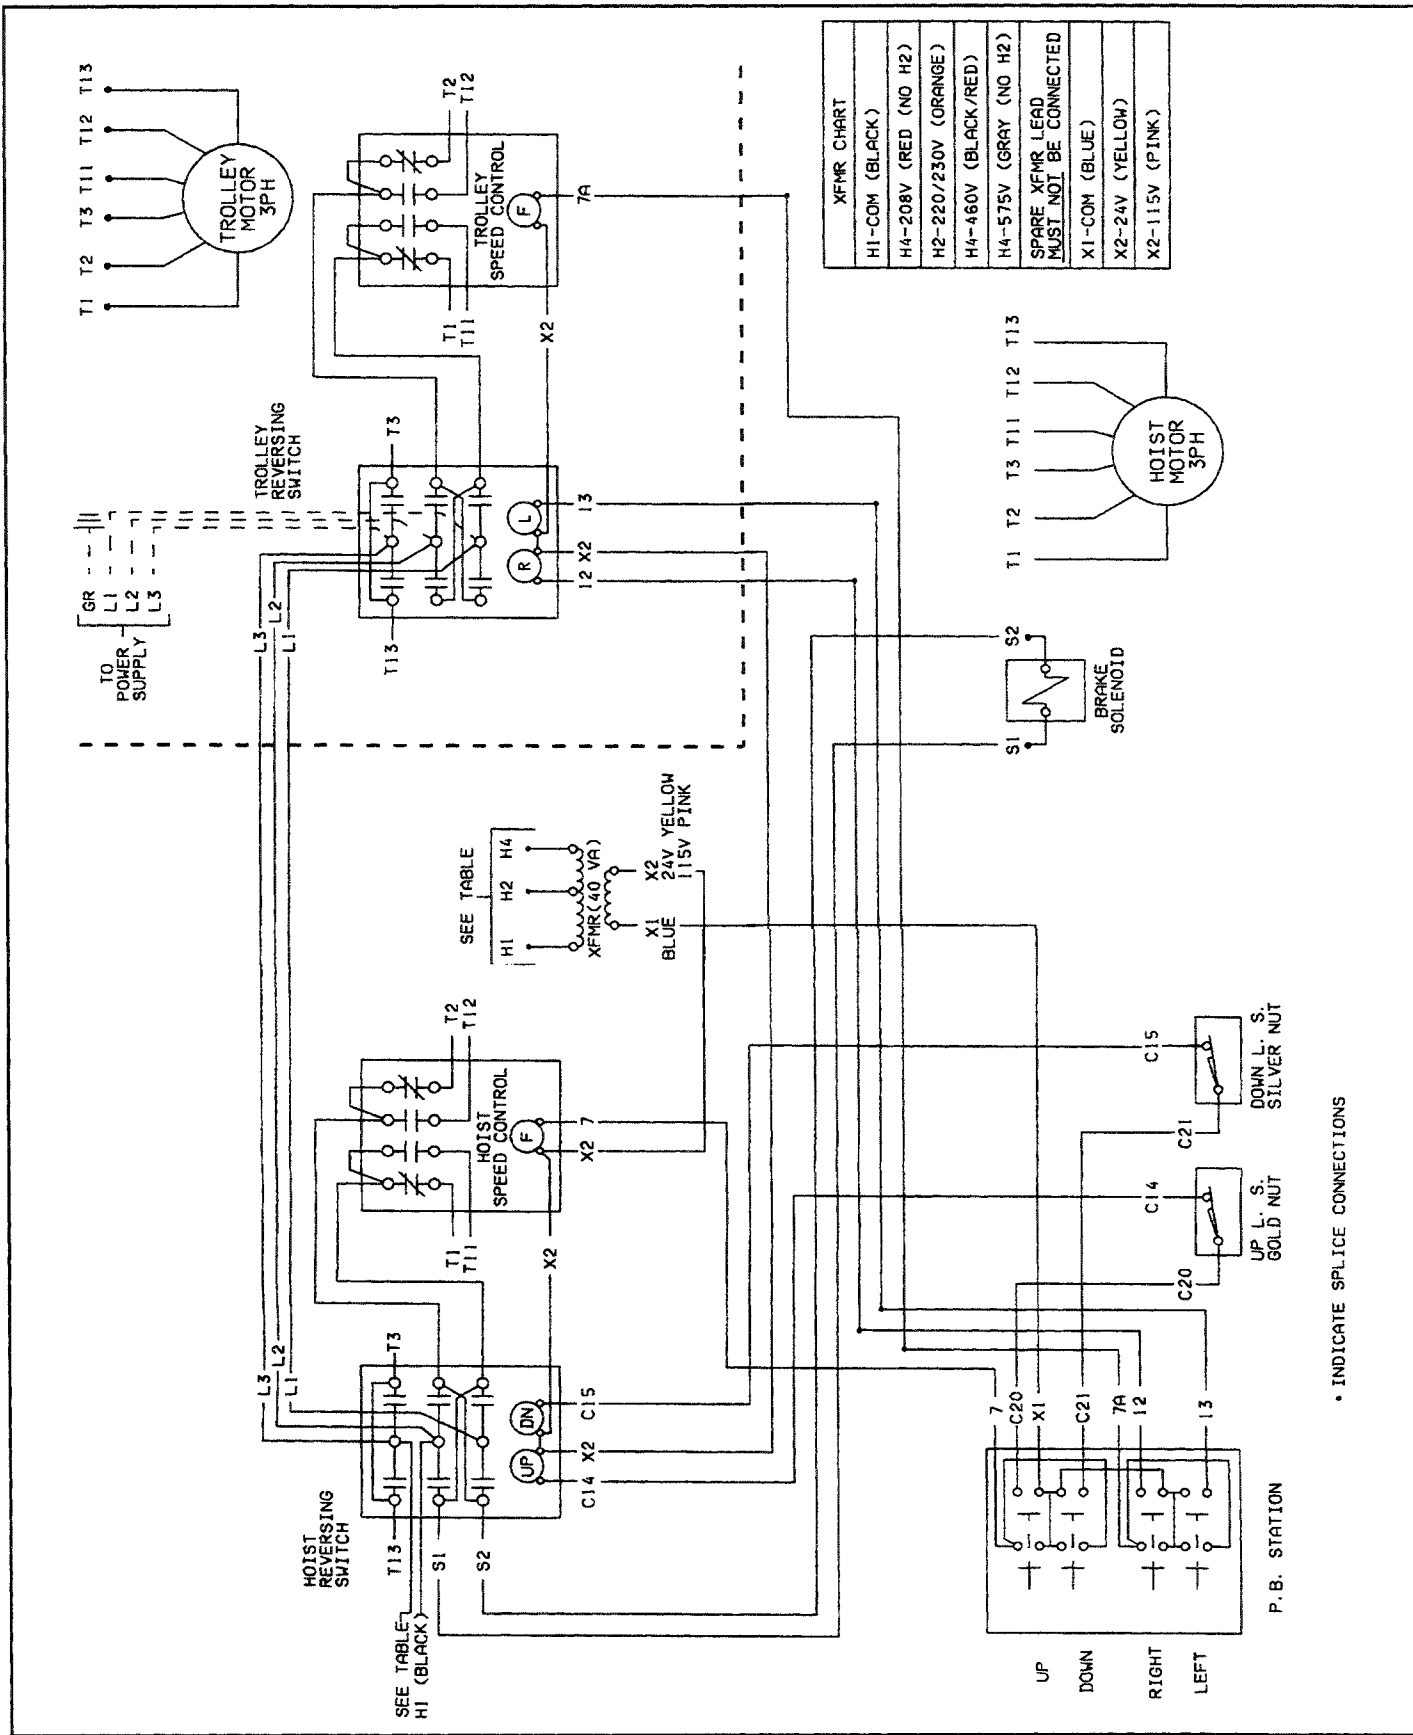 TO
POWER
SUPPLY
GR
L1
L2
L3
T1
T2
T3
T11
T12
T13
TROLLEY
MOTOR
3PH
L3
L2
L1
TROLLEY
REVERSING
SWITCH
T13
T3
R
L
12
X2
13
T1
T11
T2
T12
TROLLEY
SPEED CONTROL
F
X2
7A
HOIST
REVERSING
SWITCH
L3
L2
L1
T13
T3
S1
S2
SEE TABLE
H1 (BLACK)
UP
DN
C14
X2
C15
X2
T1
T11
T2
T12
HOIST
SPEED CONTROL
F
X2
7
SEE TABLE
H1
H2
H4
XFMR(40 VA)
X1
BLUE
X2
24V YELLOW
115V PINK
XFMR CHART
H1-COM (BLACK)
H4-208V (RED (NO H2)
H2-220/230V (ORANGE)
H4-460V (BLACK/RED)
H4-575V (GRAY (NO H2)
SPARE XFMR LEAD
MUST NOT BE CONNECTED
X1-COM (BLUE)
X2-24V (YELLOW)
X2-115V (PINK)
S1
S2
BRAKE
SOLENOID
T1
T2
T3
T11
T12
T13
HOIST
MOTOR
3PH
7
C20
X1
C21
7A
12
13
UP
DOWN
RIGHT
LEFT
P.B. STATION
C20
C14
UP L. S.
GOLD NUT
C21
C15
DOWN L. S.
SILVER NUT
• INDICATE SPLICE CONNECTIONS